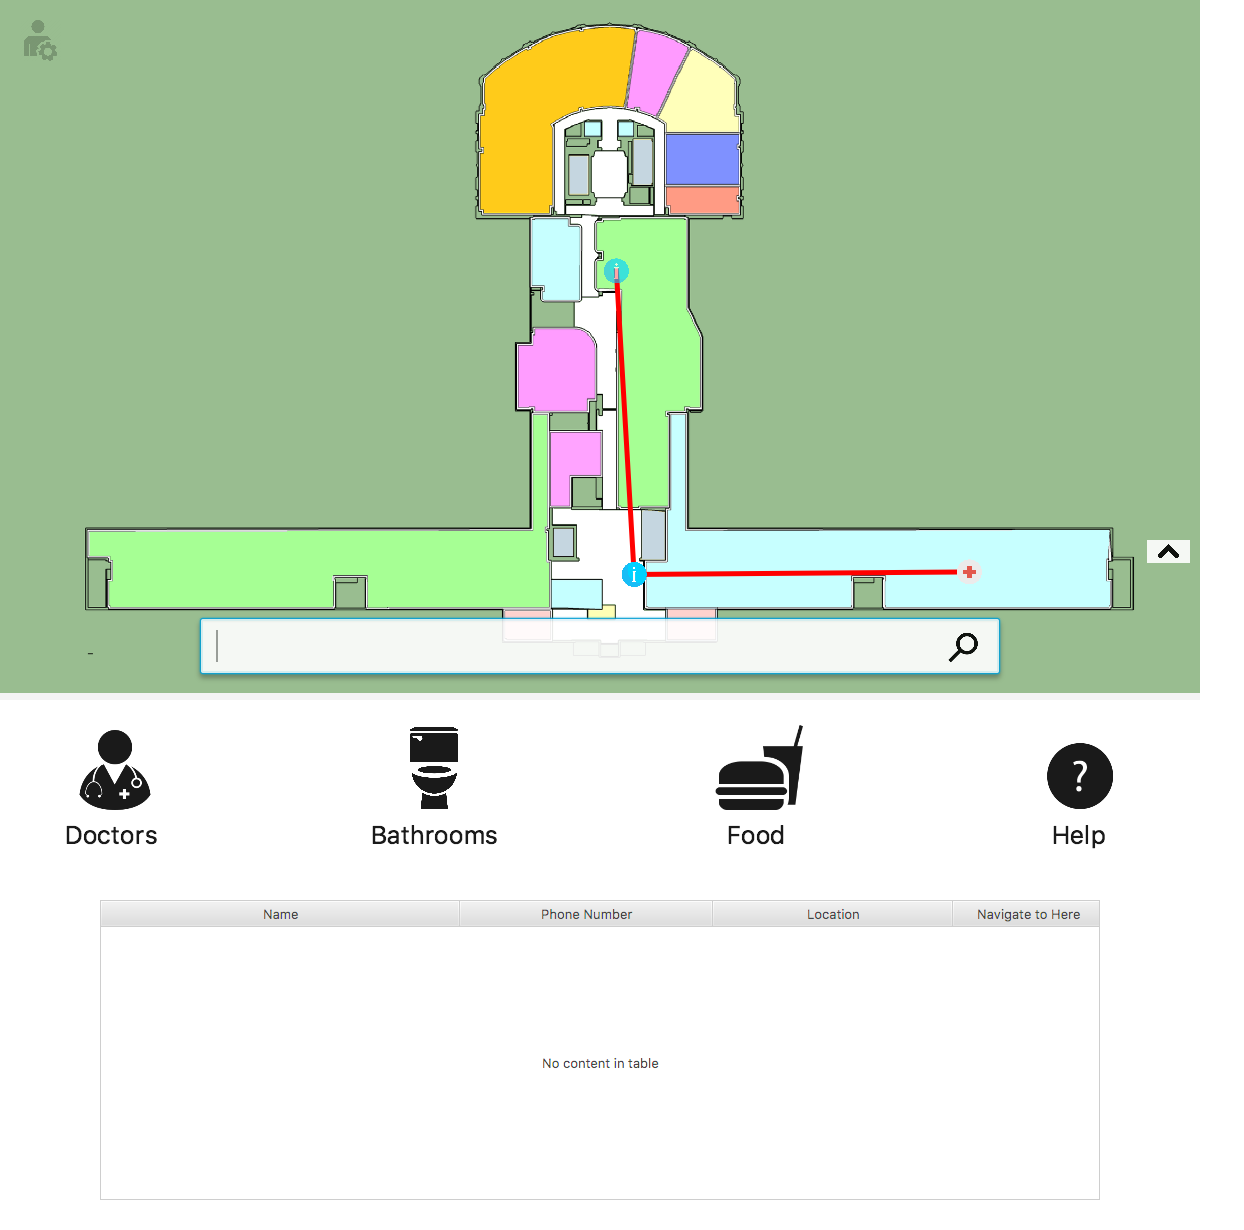 i
i
-
Doctors
Bathrooms
Food
?
Help
Name
Phone Number
Location
Navigate to Here
No content in table